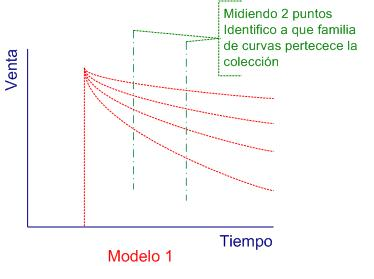 Midiendo 2 puntos
Identifico a que familia
de curvas pertecece la
colección
Venta
Tiempo
Modelo 1